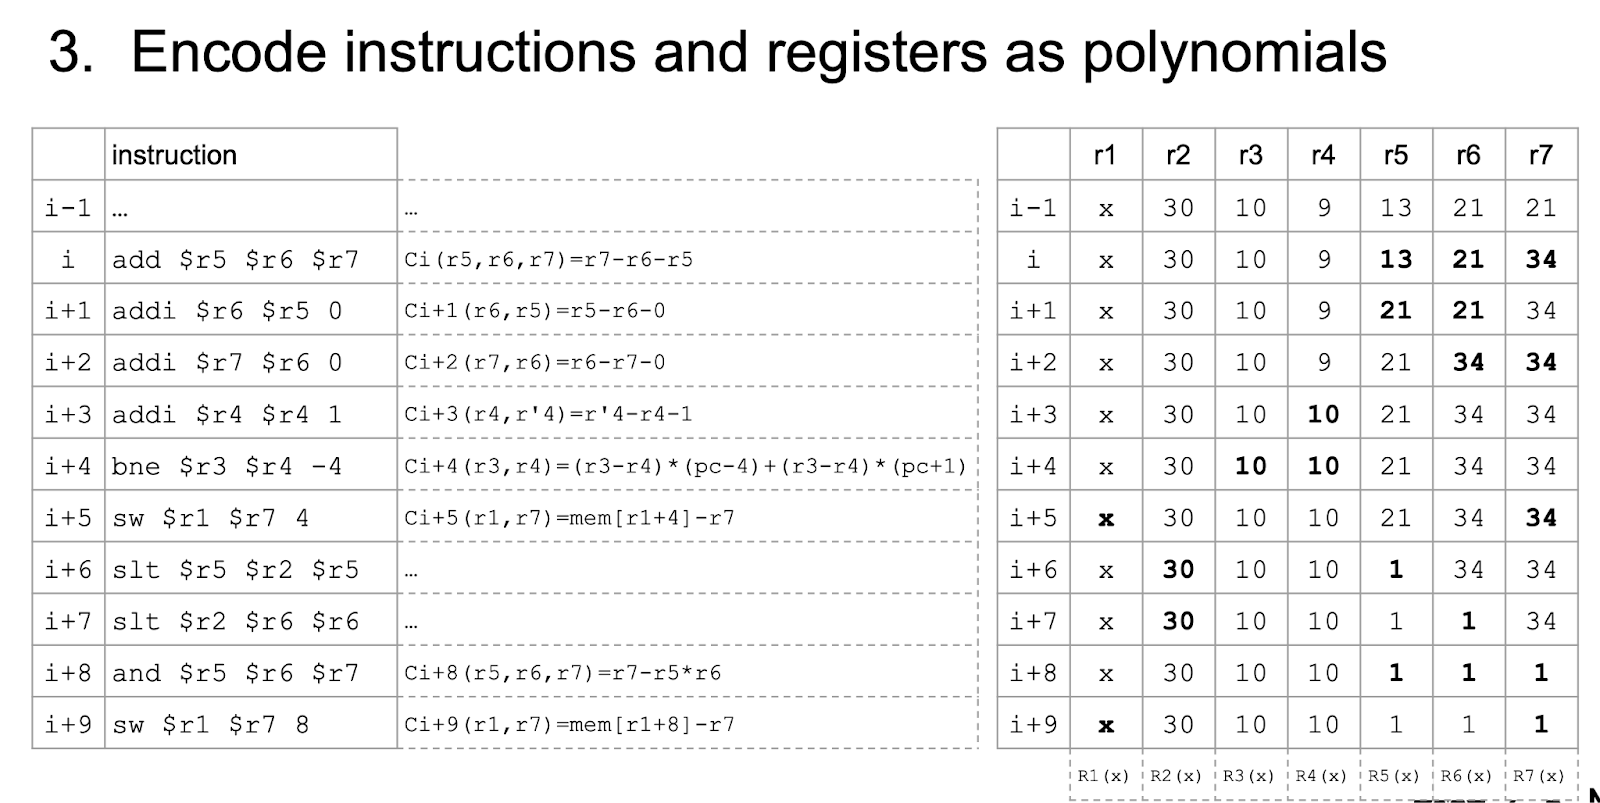 3. Encode instructions and registers as polynomials
instruction r1 r2 r3 r4 r5 r6 r7
i-1 … … i-1 x 30 10 9 13 21 21
i add $r5 $r6 $r7 Ci(r5,r6,r7)=r7-r6-r5 i x 30 10 9 13 21 34
i+1 addi $r6 $r5 0 Ci+1(r6,r5)=r5-r6-0 i+1 x 30 10 9 21 21 34
i+2 addi $r7 $r6 0 Ci+2(r7,r6)=r6-r7-0 i+2 x 30 10 9 21 34 34
i+3 addi $r4 $r4 1 Ci+3(r4,r'4)=r'4-r4-1 i+3 x 30 10 10 21 34 34
i+4 bne $r3 $r4 -4 Ci+4(r3,r4)=(r3-r4)*(pc-4)+(r3-r4)*(pc+1) i+4 x 30 10 10 21 34 34
i+5 sw $r1 $r7 4 Ci+5(r1,r7)=mem[r1+4]-r7 i+5 x 30 10 10 21 34 34
i+6 slt $r5 $r2 $r5 … i+6 x 30 10 10 1 34 34
i+7 slt $r2 $r6 $r6 … i+7 x 30 10 10 1 1 34
i+8 and $r5 $r6 $r7 Ci+8(r5,r6,r7)=r7-r5*r6 i+8 x 30 10 10 1 1 1
i+9 sw $r1 $r7 8 Ci+9(r1,r7)=mem[r1+8]-r7 i+9 x 30 10 10 1 1 1
R1(x) R2(x) R3(x) R4(x) R5(x) R6(x) R7(x)